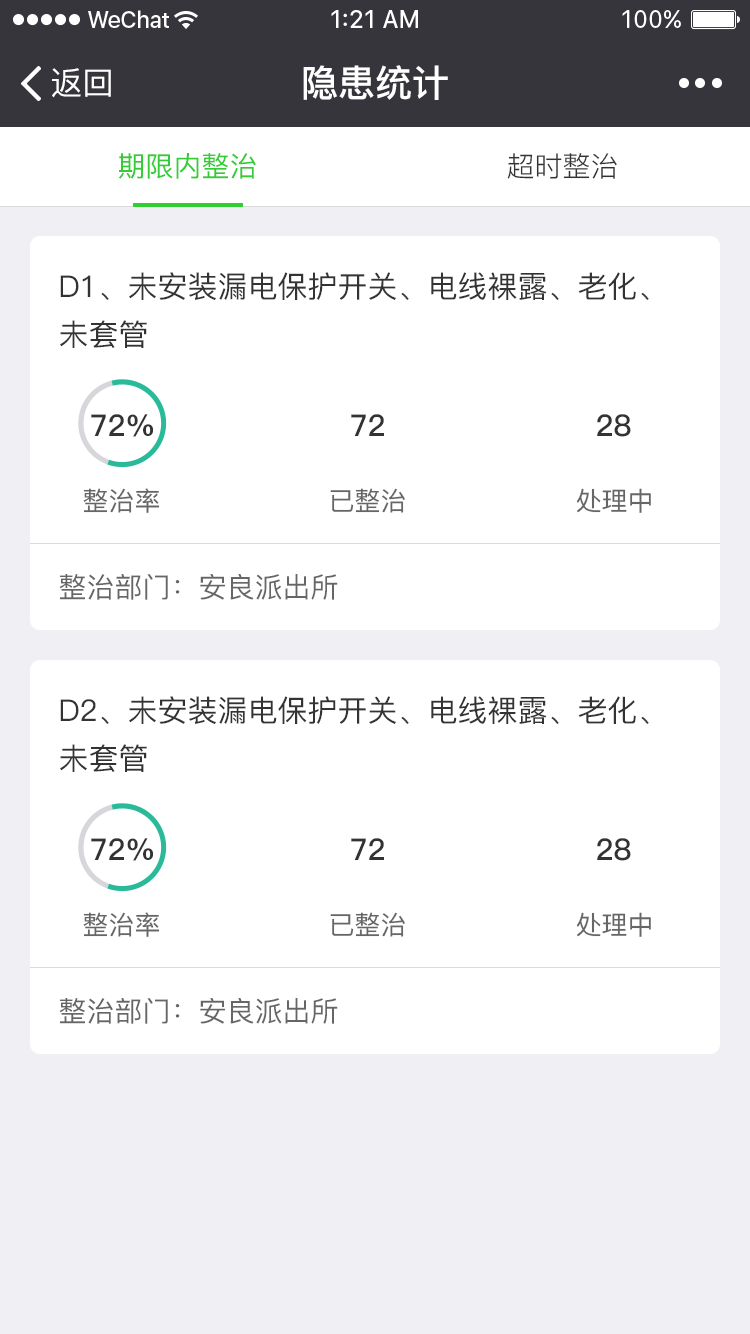 WeChat 1:21 AM 100%
返回 隐患统计
期限内整治 超时整治
D1、未安装漏电保护开关、电线裸露、老化、
未套管
72% 72 28
整治率 已整治 处理中
整治部门：安良派出所
D2、未安装漏电保护开关、电线裸露、老化、
未套管
72% 72 28
整治率 已整治 处理中
整治部门：安良派出所